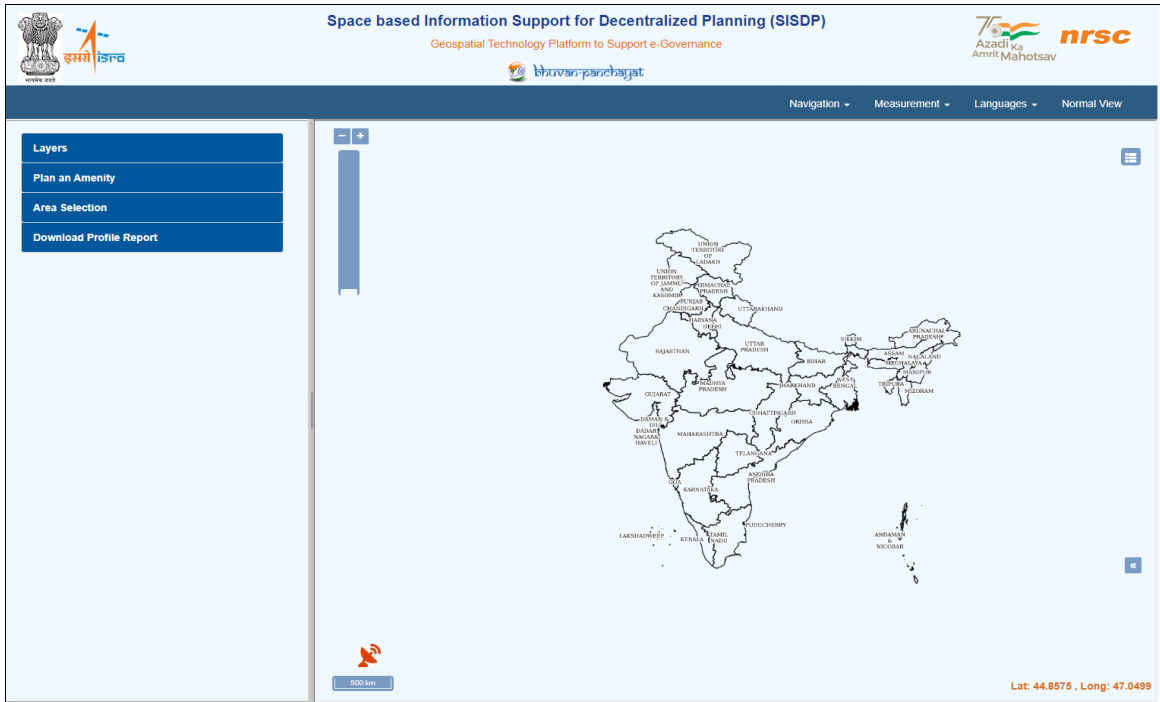 Space based Information Support for Decentralized Planning (SISDP)
Geospatial Technology Platform to Support e-Governance
bhuvan-panchayat
सत्यमेव जयते
इसरो isro
75
Azadi Ka
Amrit Mahotsav
nrsc
Navigation
Measurement
Languages
Normal View
Layers
Plan an Amenity
Area Selection
Download Profile Report
− +
UNION
TERRITORY
OF
LADAKH
UNION
TERRITORY
OF JAMMU
AND
KASHMIR
HIMACHAL
PRADESH
PUNJAB
CHANDIGARH
UTTARAKHAND
HARYANA
DELHI
ARUNACHAL
PRADESH
SIKKIM
RAJASTHAN
UTTAR
PRADESH
BIHAR
ASSAM
NAGALAND
MEGHALAYA
MANIPUR
TRIPURA
MIZORAM
GUJARAT
MADHYA
PRADESH
JHARKHAND
WEST
BENGAL
DAMAN &
DIU
DADAR
NAGAR&
HAVELI
MAHARASHTRA
CHHATTISGARH
ORISSA
TELANGANA
ANDHRA
PRADESH
GOA
KARNATAKA
PUDUCHERRY
LAKSHADWEEP
KERALA
TAMIL
NADU
ANDAMAN
&
NICOBAR
«
500 km
Lat: 44.8575 , Long: 47.0499